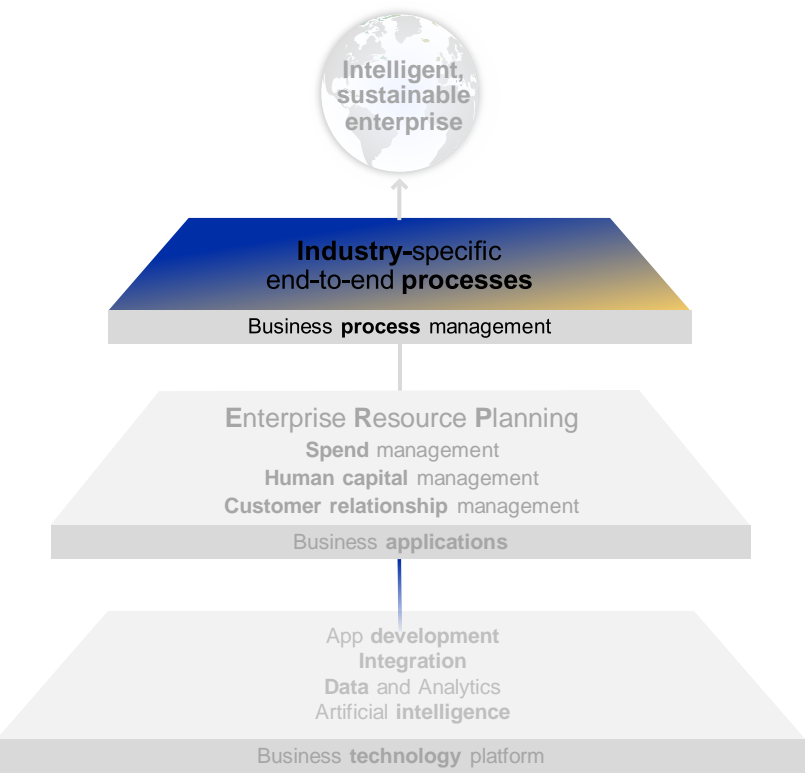 Intelligent,
sustainable
enterprise
Industry-specific
end-to-end processes
Business process management
Enterprise Resource Planning
Spend management
Human capital management
Customer relationship management
Business applications
App development
Integration
Data and Analytics
Artificial intelligence
Business technology platform